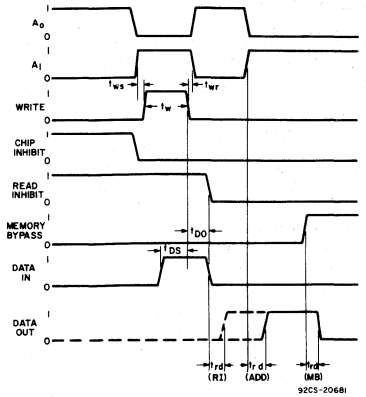 1
A₀
0
1
A₁
0
tws
twr
1
WRITE
tw
0
1
CHIP
INHIBIT
0
1
READ
INHIBIT
0
1
MEMORY
BYPASS
0
tDO
tDS
1
DATA
IN
0
1
DATA
OUT
0
trd
(RI)
trd
(ADD)
trd
(MB)
92CS-20681